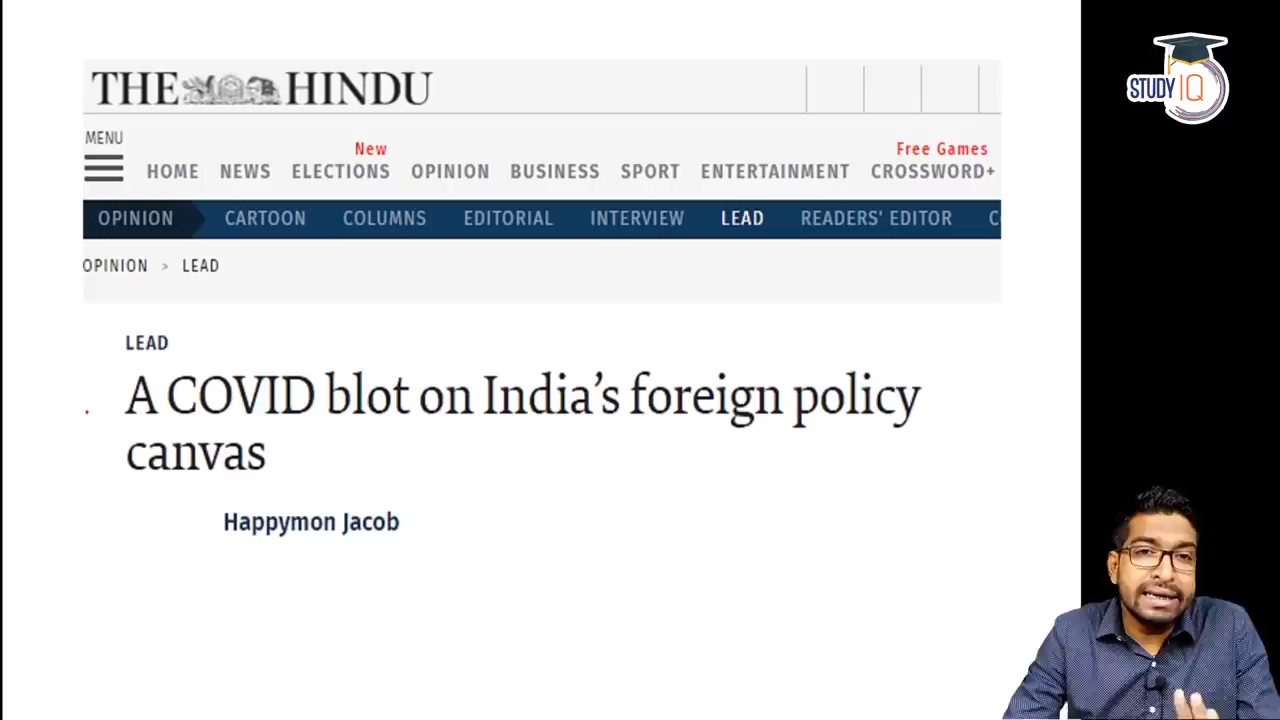 THE HINDU
STUDY IQ
MENU
New
Free Games
HOME NEWS ELECTIONS OPINION BUSINESS SPORT ENTERTAINMENT CROSSWORD+
OPINION CARTOON COLUMNS EDITORIAL INTERVIEW LEAD READERS' EDITOR
OPINION > LEAD
LEAD
A COVID blot on India’s foreign policy
canvas
Happymon Jacob